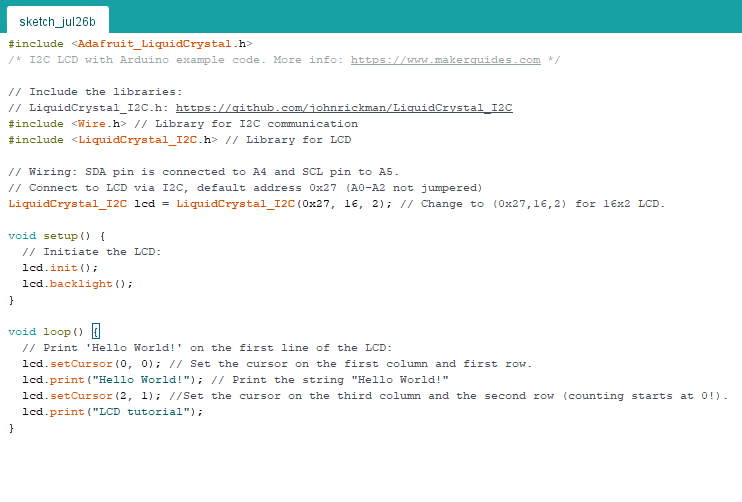 sketch_jul26b
#include <Adafruit_LiquidCrystal.h>
/* I2C LCD with Arduino example code. More info: https://www.makerguides.com */
// Include the libraries:
// LiquidCrystal_I2C.h: https://github.com/johnrickman/LiquidCrystal_I2C
#include <Wire.h> // Library for I2C communication
#include <LiquidCrystal_I2C.h> // Library for LCD
// Wiring: SDA pin is connected to A4 and SCL pin to A5.
// Connect to LCD via I2C, default address 0x27 (A0-A2 not jumpered)
LiquidCrystal_I2C lcd = LiquidCrystal_I2C(0x27, 16, 2); // Change to (0x27,16,2) for 16x2 LCD.
void setup() {
  // Initiate the LCD:
  lcd.init();
  lcd.backlight();
}
void loop() {
  // Print 'Hello World!' on the first line of the LCD:
  lcd.setCursor(0, 0); // Set the cursor on the first column and first row.
  lcd.print("Hello World!"); // Print the string "Hello World!"
  lcd.setCursor(2, 1); //Set the cursor on the third column and the second row (counting starts at 0!).
  lcd.print("LCD tutorial");
}